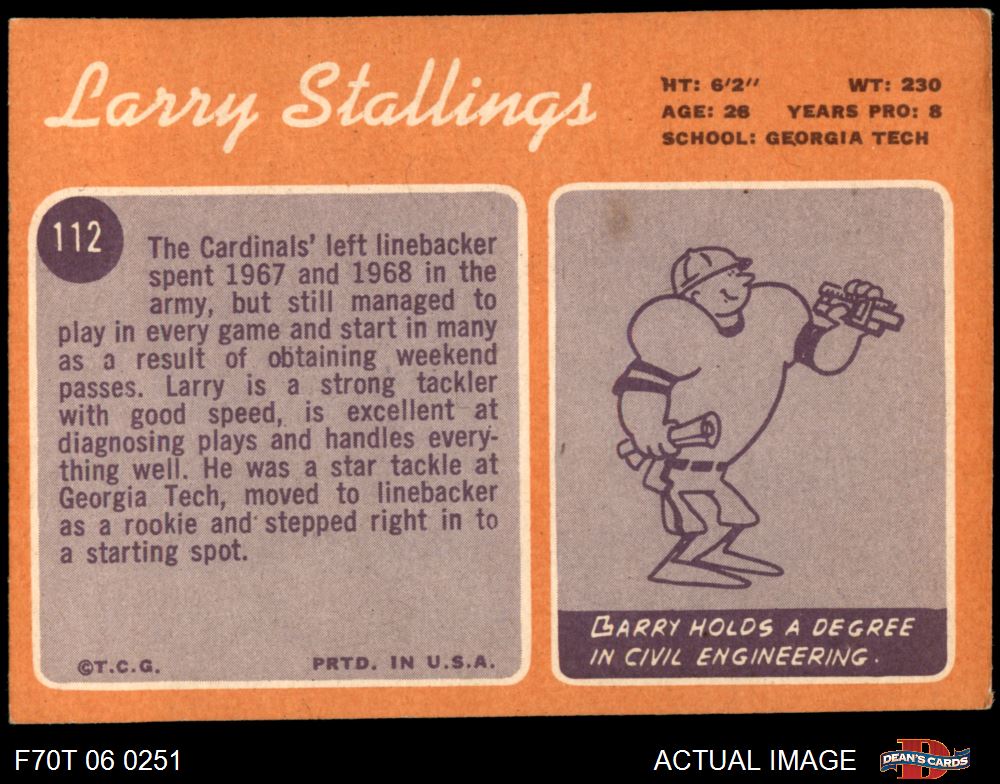 Larry Stallings
HT: 6'2" WT: 230
AGE: 28 YEARS PRO: 8
SCHOOL: GEORGIA TECH
112
The Cardinals' left linebacker
spent 1967 and 1968 in the
army, but still managed to
play in every game and start in many
as a result of obtaining weekend
passes. Larry is a strong tackler
with good speed, is excellent at
diagnosing plays and handles every-
thing well. He was a star tackle at
Georgia Tech, moved to linebacker
as a rookie and stepped right in to
a starting spot.
©T.C.G. PRTD. IN U.S.A.
LARRY HOLDS A DEGREE
IN CIVIL ENGINEERING.
F70T 06 0251 ACTUAL IMAGE
DEAN'S CARDS